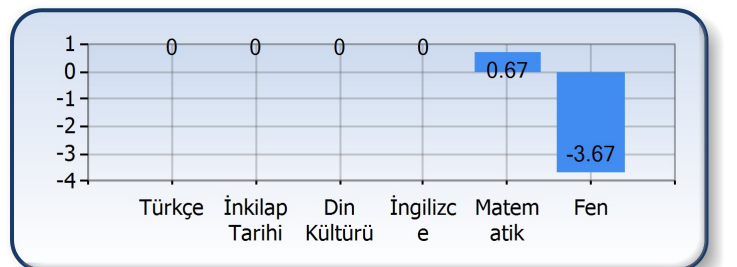 1
0
-1
-2
-3
-4
0
0
0
0
0.67
-3.67
Türkçe
İnkilap
Tarihi
Din
Kültürü
İngilizc
e
Matem
atik
Fen